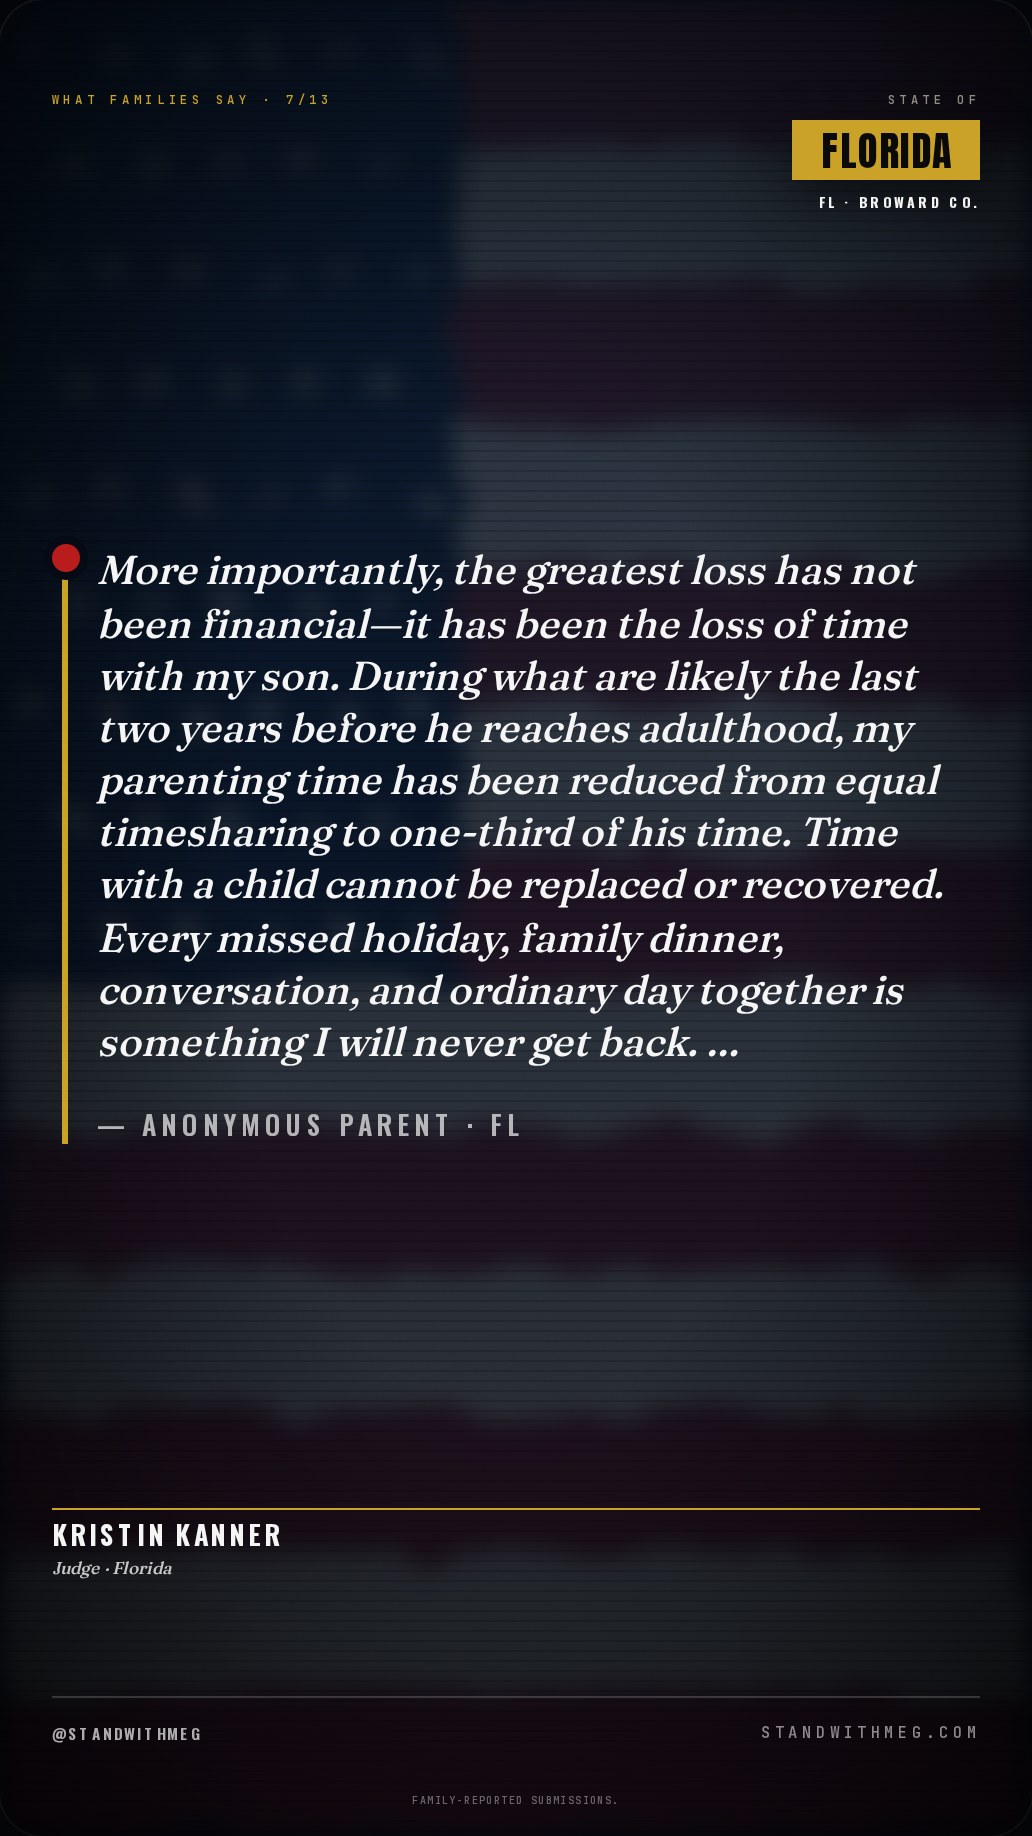 WHAT FAMILIES SAY · 7/13
STATE OF
FLORIDA
FL · BROWARD CO.
More importantly, the greatest loss has not
been financial—it has been the loss of time
with my son. During what are likely the last
two years before he reaches adulthood, my
parenting time has been reduced from equal
timesharing to one-third of his time. Time
with a child cannot be replaced or recovered.
Every missed holiday, family dinner,
conversation, and ordinary day together is
something I will never get back. ...
— ANONYMOUS PARENT · FL
KRISTIN KANNER
Judge · Florida
@STANDWITHMEG
STANDWITHMEG.COM
FAMILY-REPORTED SUBMISSIONS.